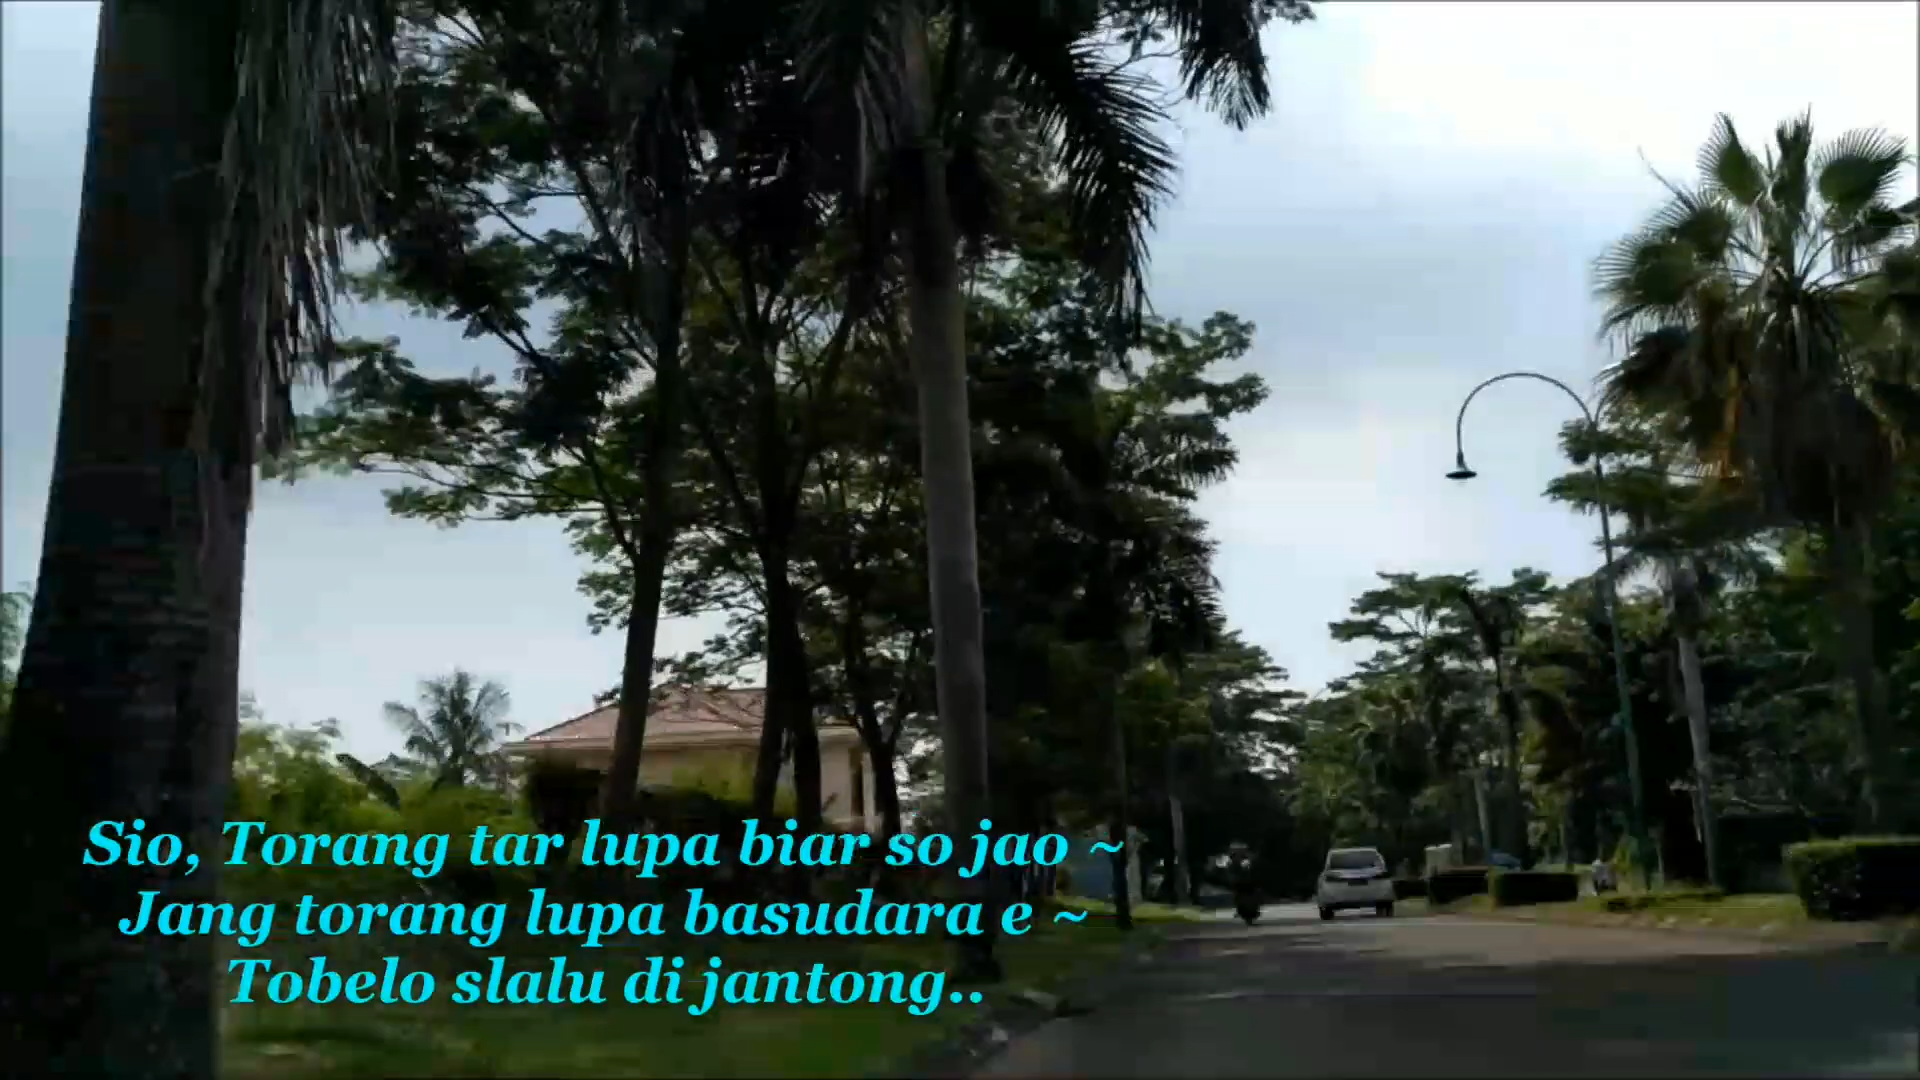 Sio, Torang tar lupa biar so jao ~
Jang torang lupa basudara e ~
Tobelo slalu di jantong..